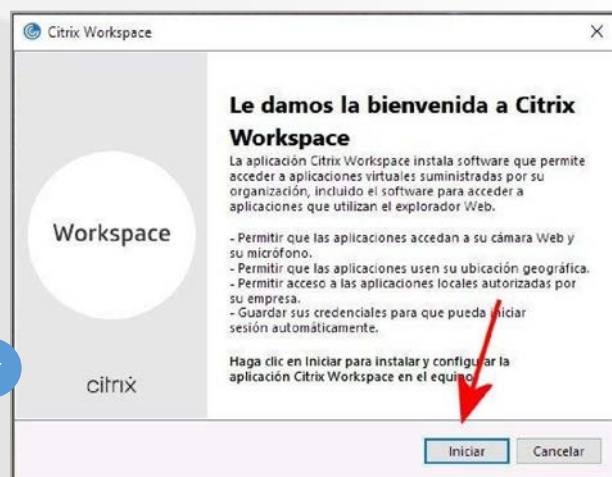 Citrix Workspace
Le damos la bienvenida a Citrix
Workspace
La aplicación Citrix Workspace instala software que permite
acceder a aplicaciones virtuales suministradas por su
organización, incluido el software para acceder a
aplicaciones que utilizan el explorador Web.
- Permitir que las aplicaciones accedan a su cámara Web y
su micrófono.
- Permitir que las aplicaciones usen su ubicación geográfica.
- Permitir acceso a las aplicaciones locales autorizadas por
su empresa.
- Guardar sus credenciales para que pueda iniciar
sesión automáticamente.
Haga clic en Iniciar para instalar y configurar la
aplicación Citrix Workspace en el equipo
Workspace
citrix
Iniciar
Cancelar